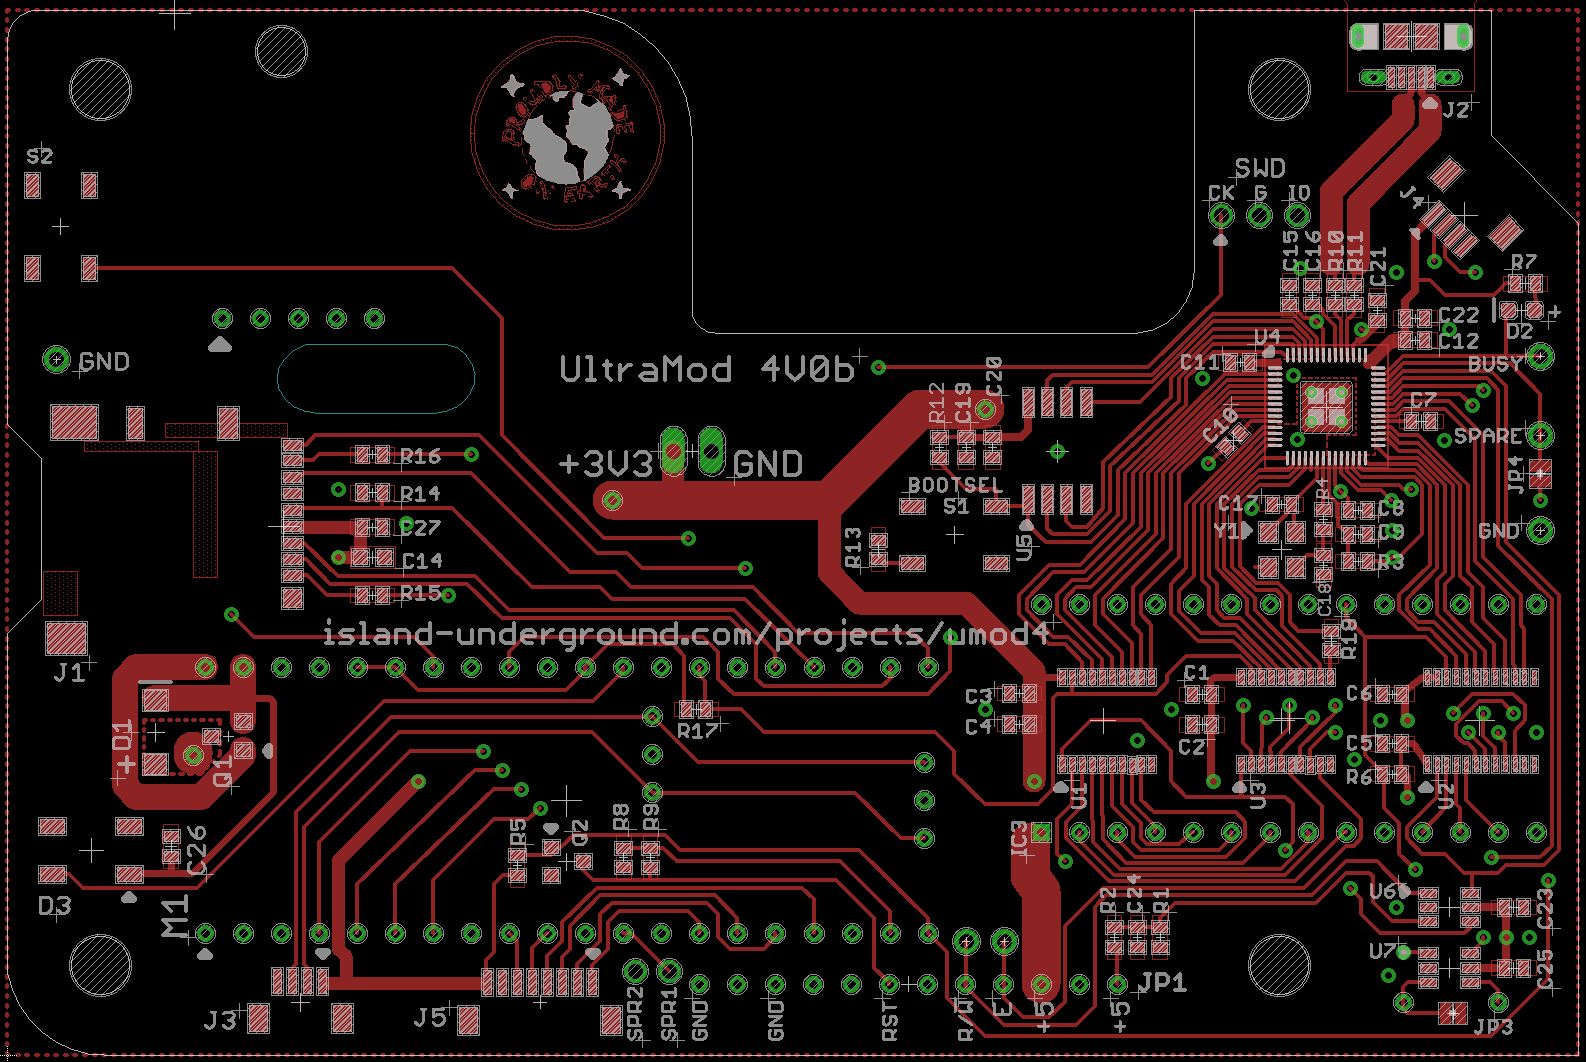 PROUDLY MADE
ON EARTH
J2
S2
SWD
CK G IO
J4
C15
C16
R10
R11
C21
R7
C22
D2
+
C12
GND
UltraMod 4V0b
U4
C11
BUSY
R12
C19
C20
C7
C10
SPARE
R16
+3V3
GND
BOOTSEL
S1
JP4
R14
C17
R4
C8
C27
Y1
C9
GND
R13
U5
C14
R3
R15
C18
island-underground.com/projects/umod4
R19
J1
C3
C1
C6
C4
R17
C2
C5
D1
+
Q1
R6
U1
U3
U2
C26
R5
Q2
R8
R9
IC3
D3
M1
R2
C24
R1
U6
C23
U7
C25
JP1
J3
J5
SPR2
SPR1
GND
GND
RST
R/W
E
+5
+5
JP3